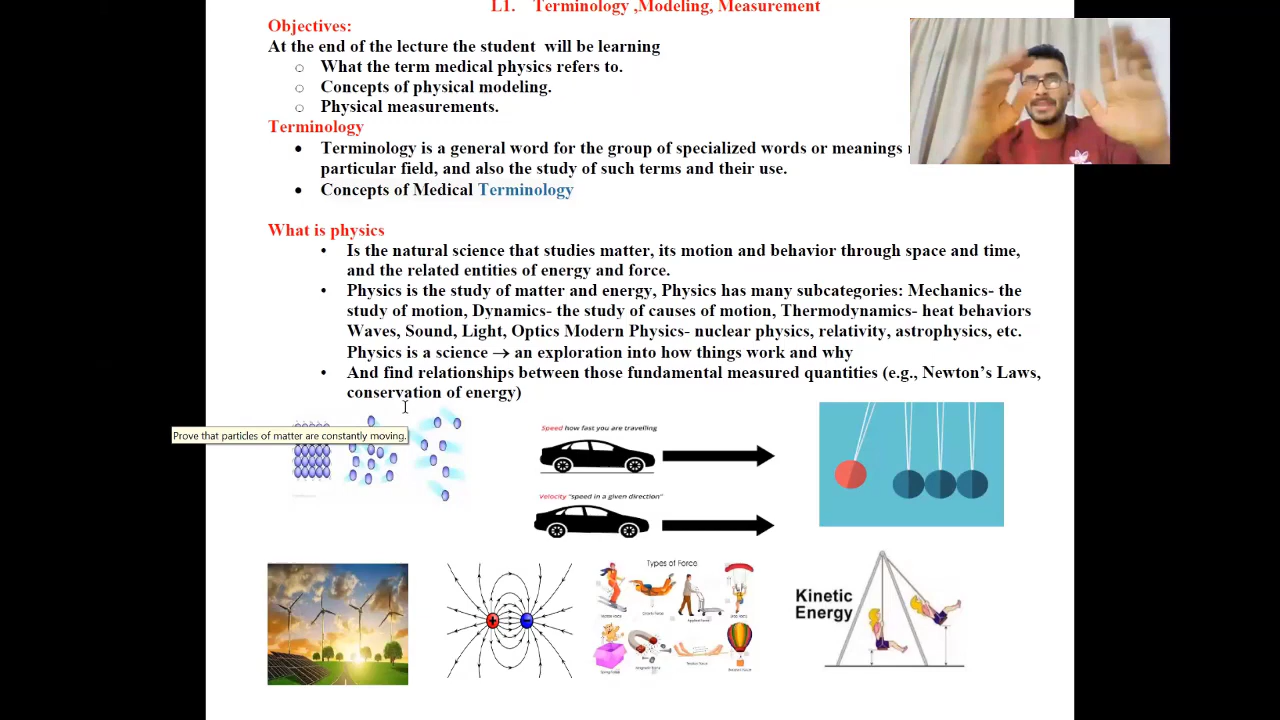 L1. Terminology ,Modeling, Measurement
Objectives:
At the end of the lecture the student will be learning
○ What the term medical physics refers to.
○ Concepts of physical modeling.
○ Physical measurements.
Terminology
• Terminology is a general word for the group of specialized words or meanings
particular field, and also the study of such terms and their use.
• Concepts of Medical Terminology
What is physics
• Is the natural science that studies matter, its motion and behavior through space and time,
and the related entities of energy and force.
• Physics is the study of matter and energy, Physics has many subcategories: Mechanics- the
study of motion, Dynamics- the study of causes of motion, Thermodynamics- heat behaviors
Waves, Sound, Light, Optics Modern Physics- nuclear physics, relativity, astrophysics, etc.
Physics is a science → an exploration into how things work and why
• And find relationships between those fundamental measured quantities (e.g., Newton's Laws,
conservation of energy)
Prove that particles of matter are constantly moving.
Speed how fast you are travelling
Velocity "speed in a given direction"
Types of Force
Kinetic
Energy
+
-